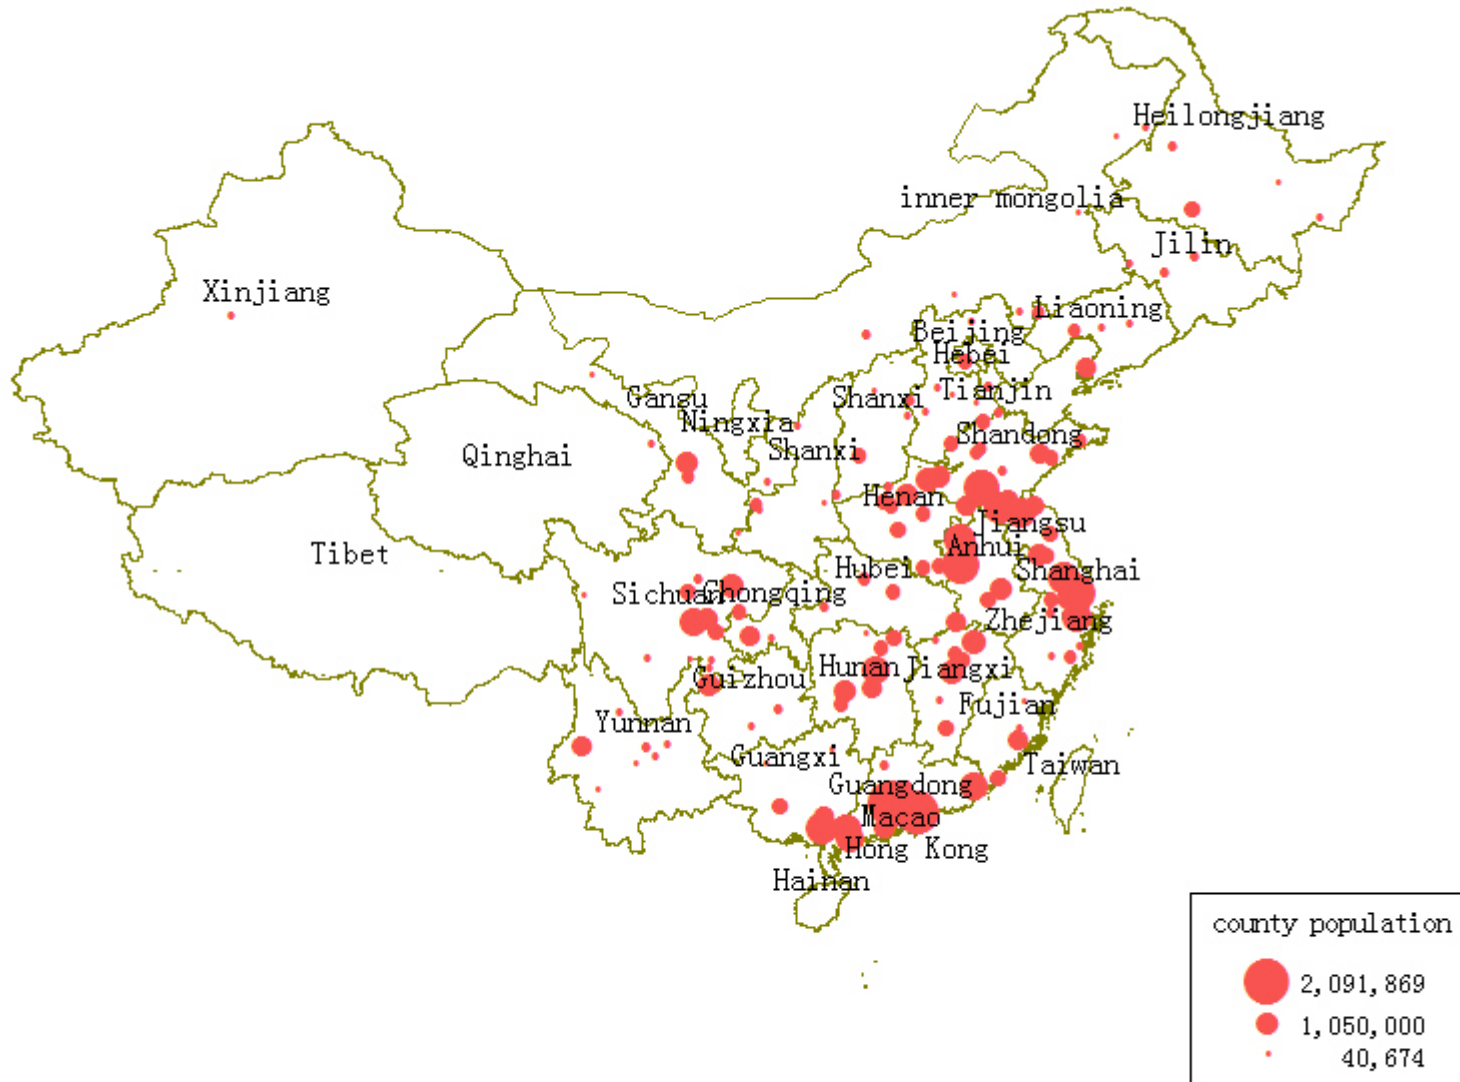 Heilongjiang
inner mongolia
Jilin
Xinjiang
Liaoning
Beijing
Hebei
Gansu
Shanxi
Tianjin
Ningxia
Shanxi
Shandong
Qinghai
Henan
Jiangsu
Tibet
Anhui
Hubei
Shanghai
Sichuan
Chongqing
Zhejiang
Guizhou
Hunan
Jiangxi
Yunnan
Fujian
Guangxi
Taiwan
Guangdong
Macao
Hong Kong
Hainan
county population
2,091,869
1,050,000
40,674